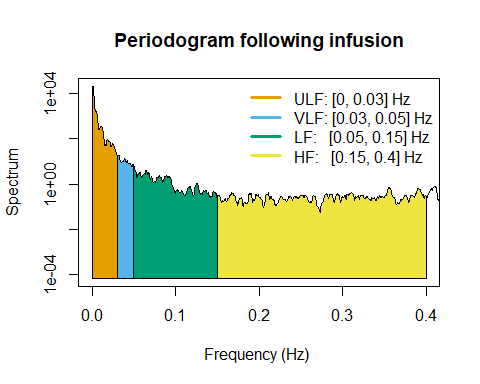 Periodogram following infusion
ULF: [0, 0.03] Hz
VLF: [0.03, 0.05] Hz
LF: [0.05, 0.15] Hz
HF: [0.15, 0.4] Hz
Spectrum
1e+04
1e+00
1e-04
0.0 0.1 0.2 0.3 0.4
Frequency (Hz)